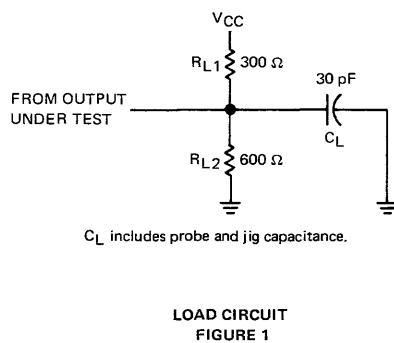 VCC
RL1 300 Ω
30 pF
FROM OUTPUT
UNDER TEST
CL
RL2 600 Ω
CL includes probe and jig capacitance.
LOAD CIRCUIT
FIGURE 1